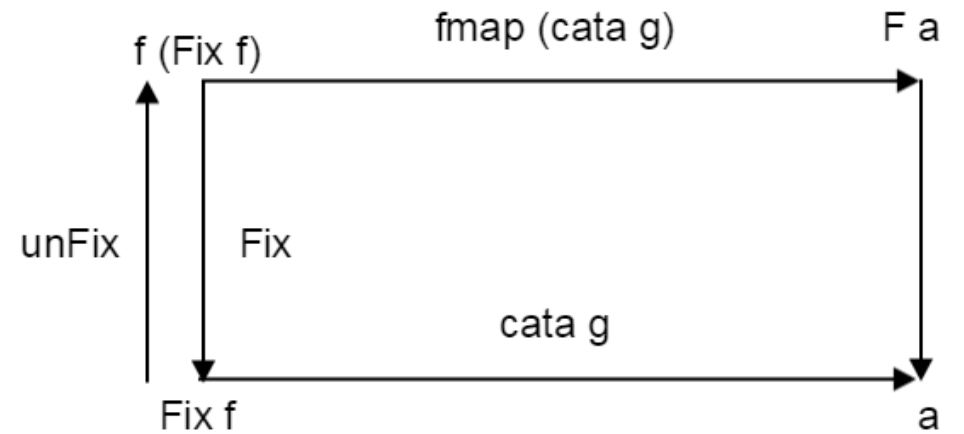 fmap (cata g)
F a
f (Fix f)
unFix
Fix
cata g
Fix f
a